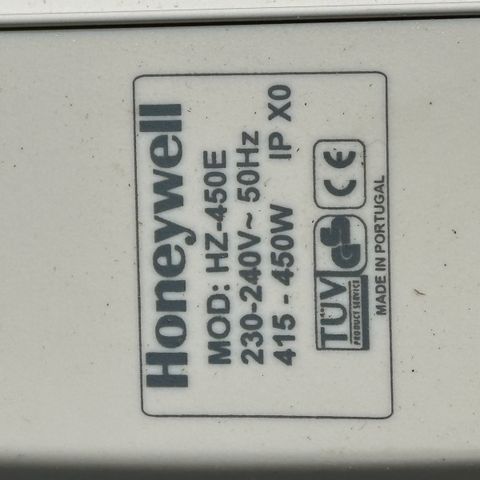 Honeywell
MOD: HZ-450E
230-240V~ 50Hz
415 - 450W IP X0
TÜV
PRODUCT SERVICE
GS
CE
MADE IN PORTUGAL